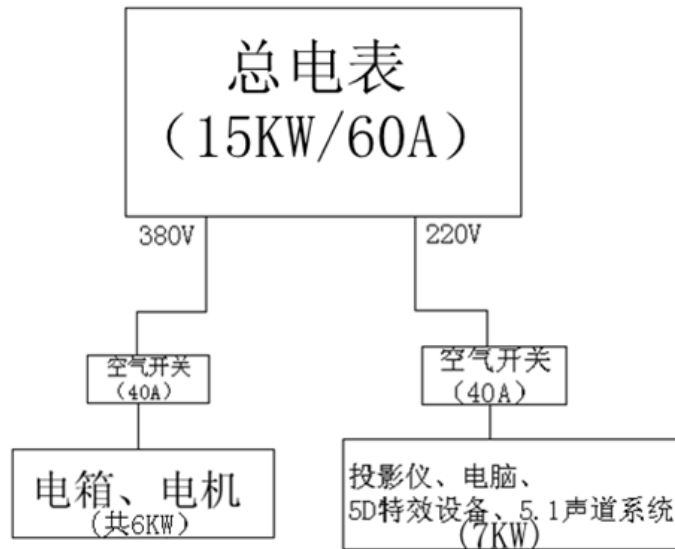 总电表
（15KW/60A）
380V
220V
空气开关
（40A）
空气开关
（40A）
电箱、电机
（共6KW）
投影仪、电脑、
5D特效设备、5.1声道系统
（7KW）